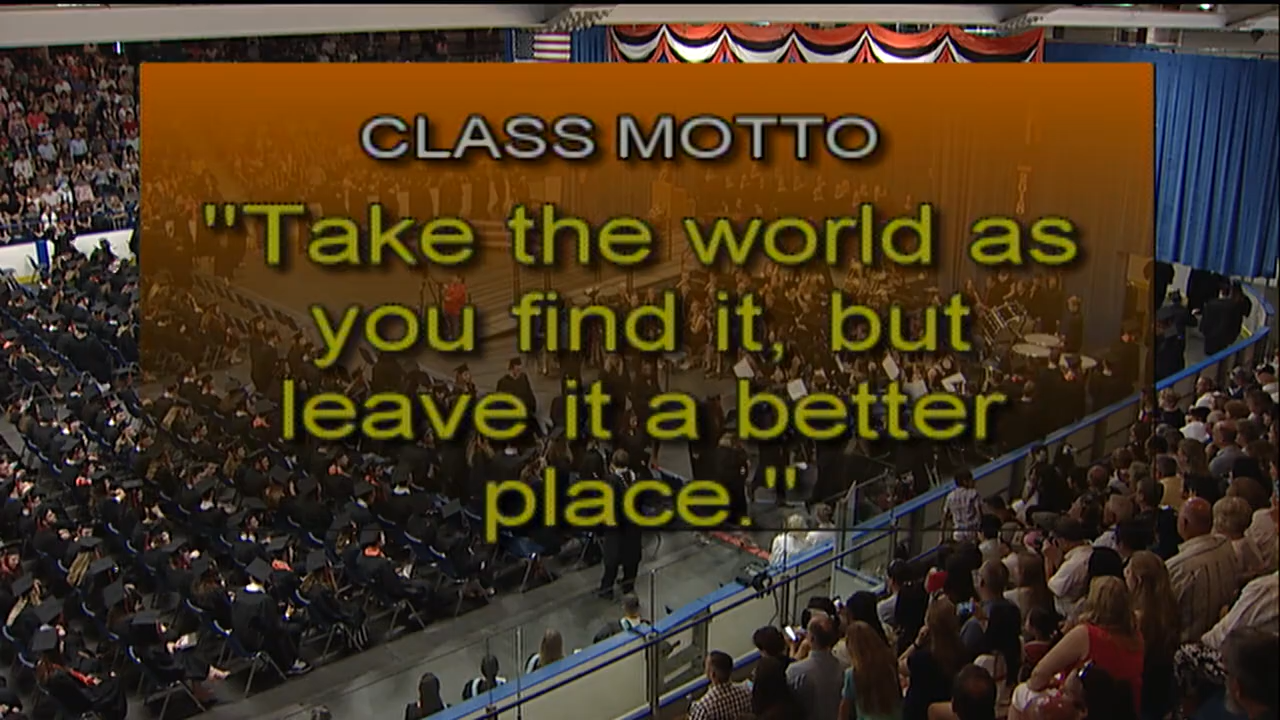 CLASS MOTTO
"Take the world as
you find it, but
leave it a better
place."